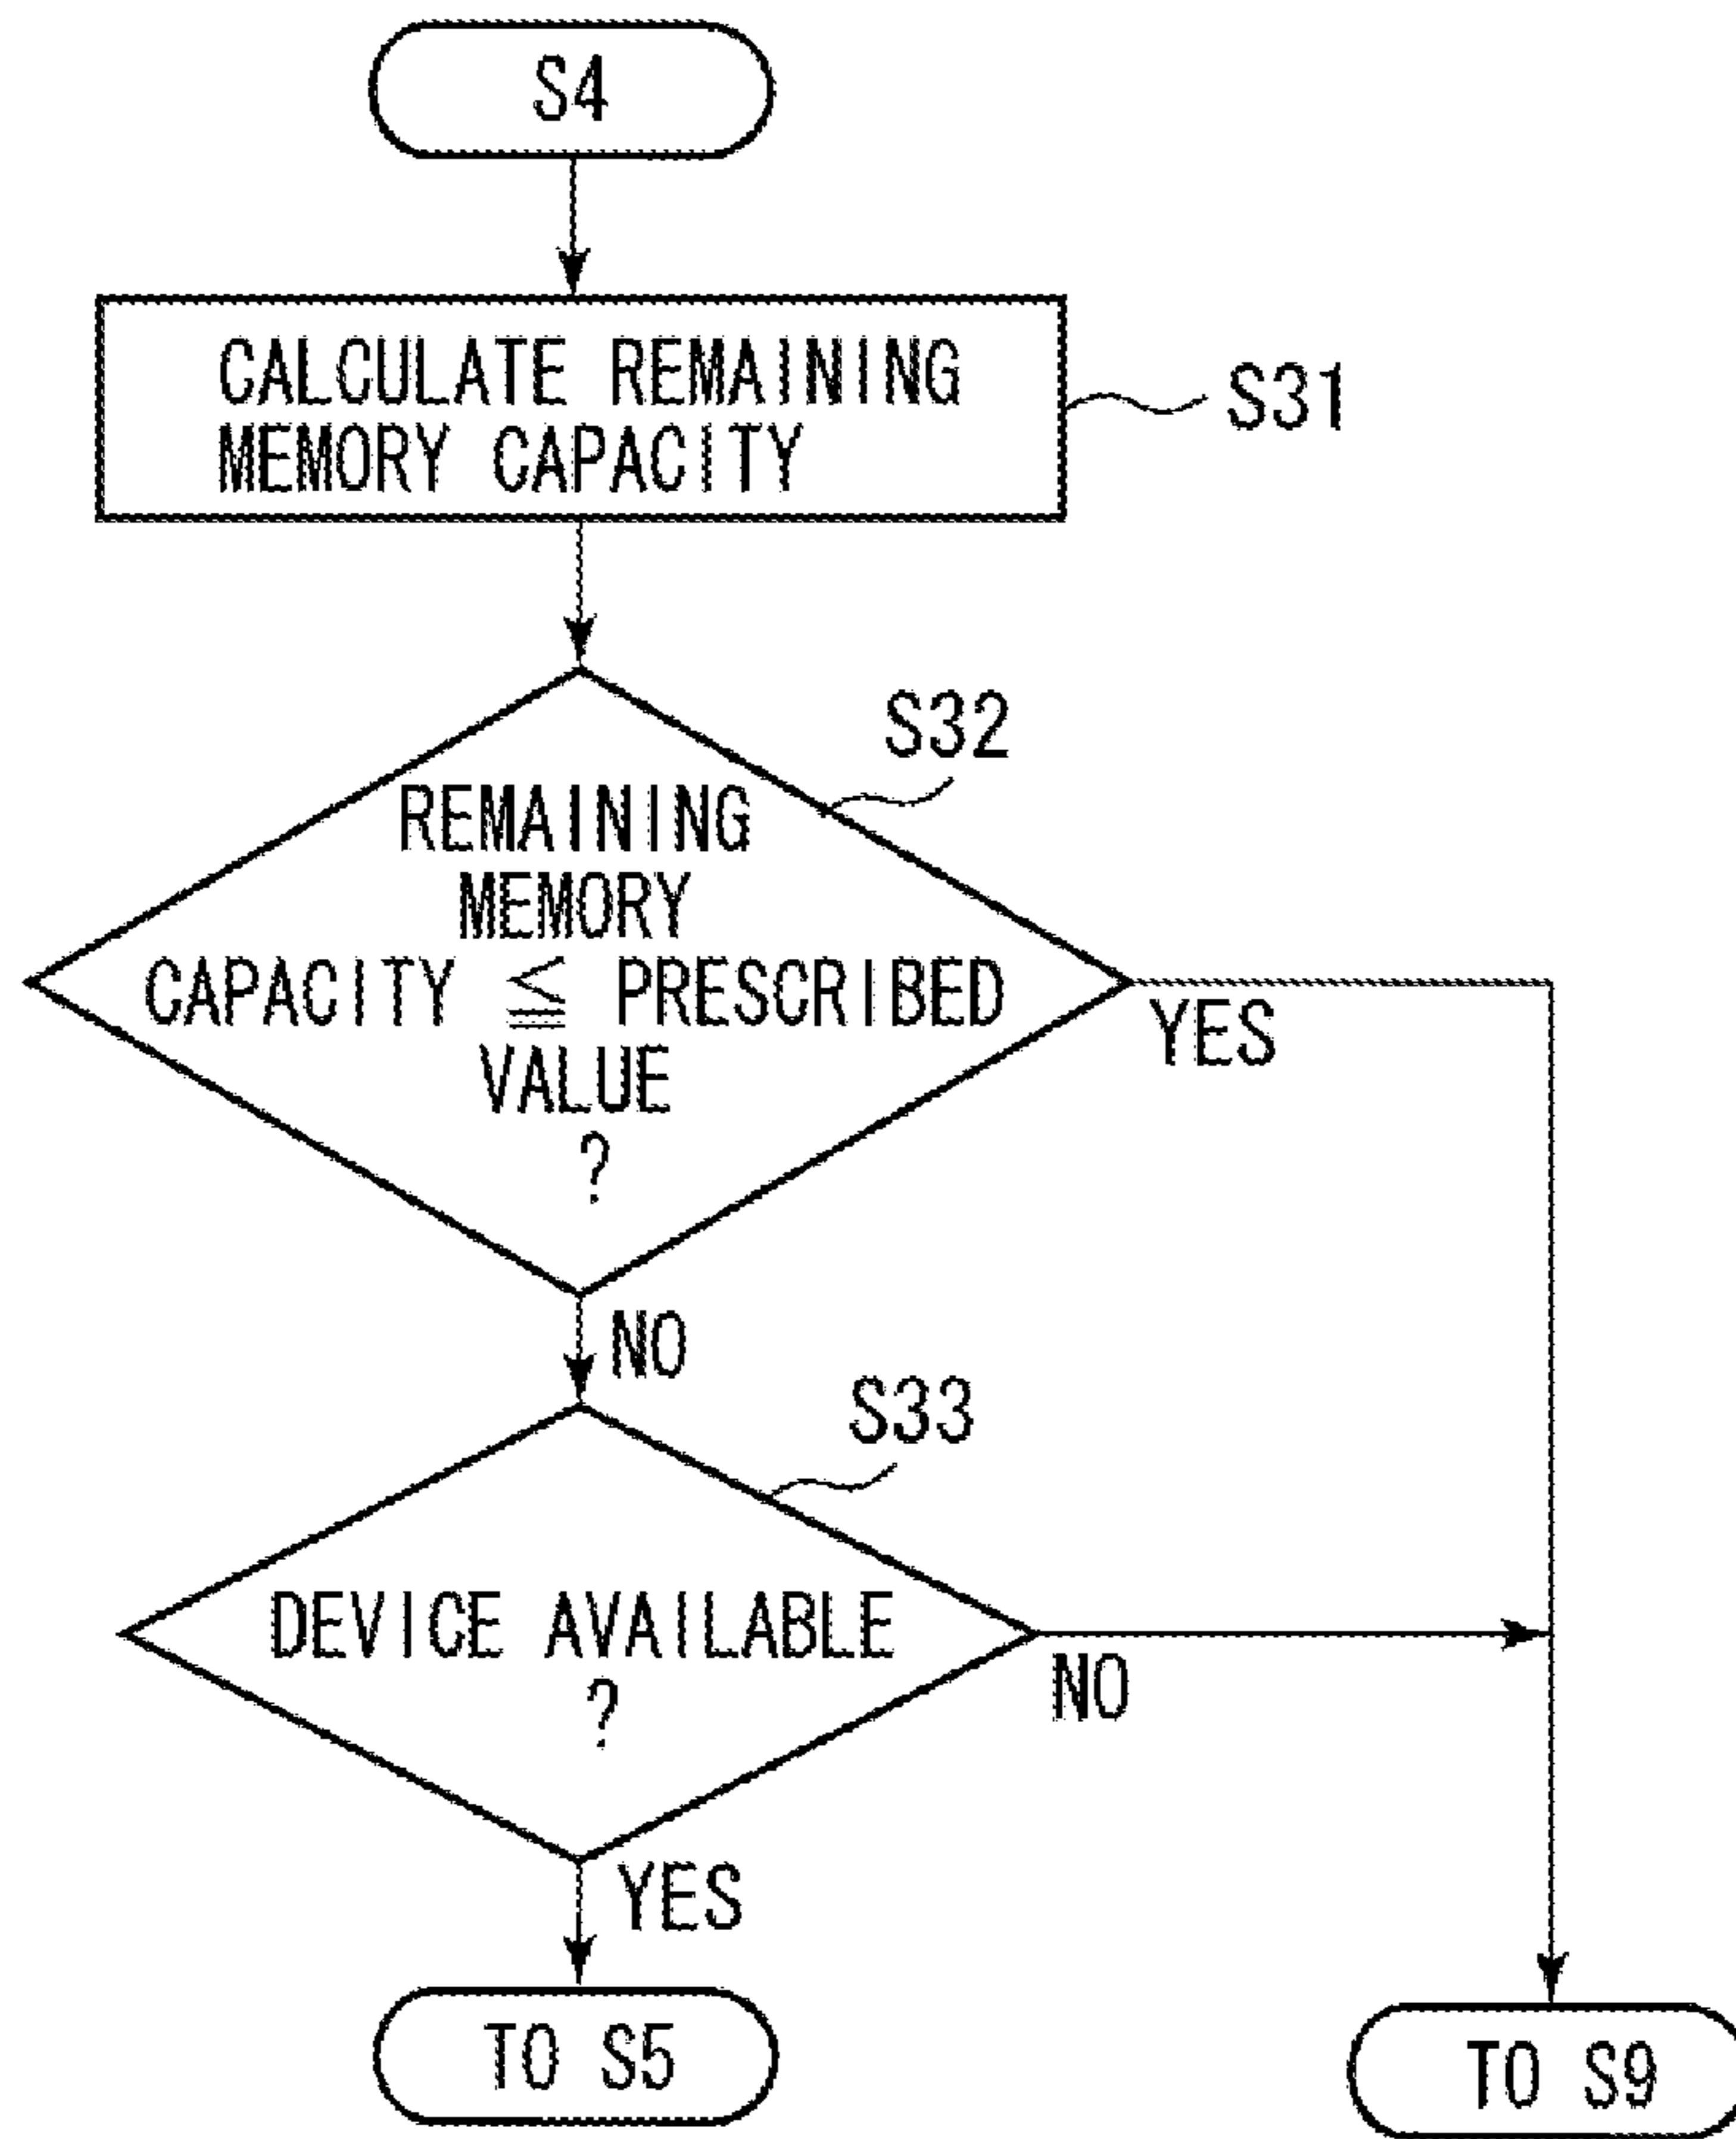 S4
CALCULATE REMAINING
MEMORY CAPACITY
S31
S32
REMAINING
MEMORY
CAPACITY ≦ PRESCRIBED
VALUE
?
YES
NO
S33
DEVICE AVAILABLE
?
NO
YES
TO S5
TO S9